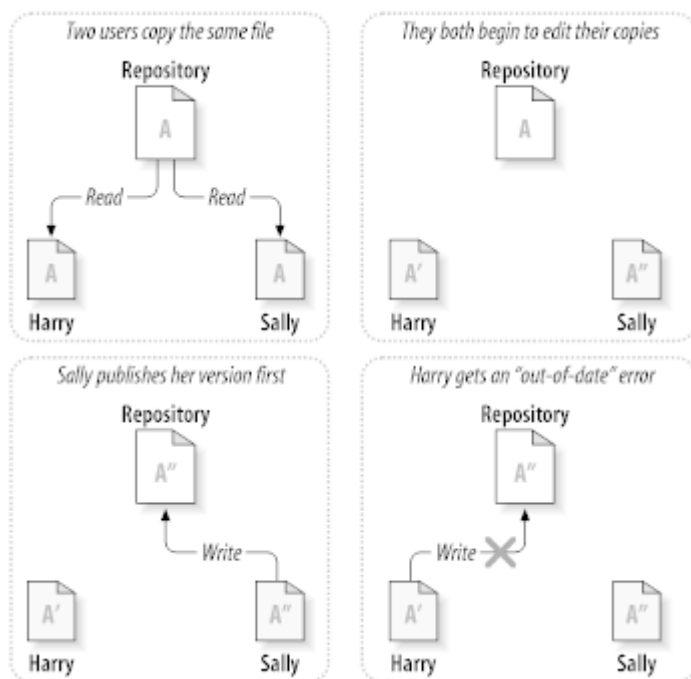 Two users copy the same file
Repository
A
Read
Read
A
A
Harry
Sally
They both begin to edit their copies
Repository
A
A′
A″
Harry
Sally
Sally publishes her version first
Repository
A″
Write
A′
A″
Harry
Sally
Harry gets an “out-of-date” error
Repository
A″
Write
A′
A″
Harry
Sally